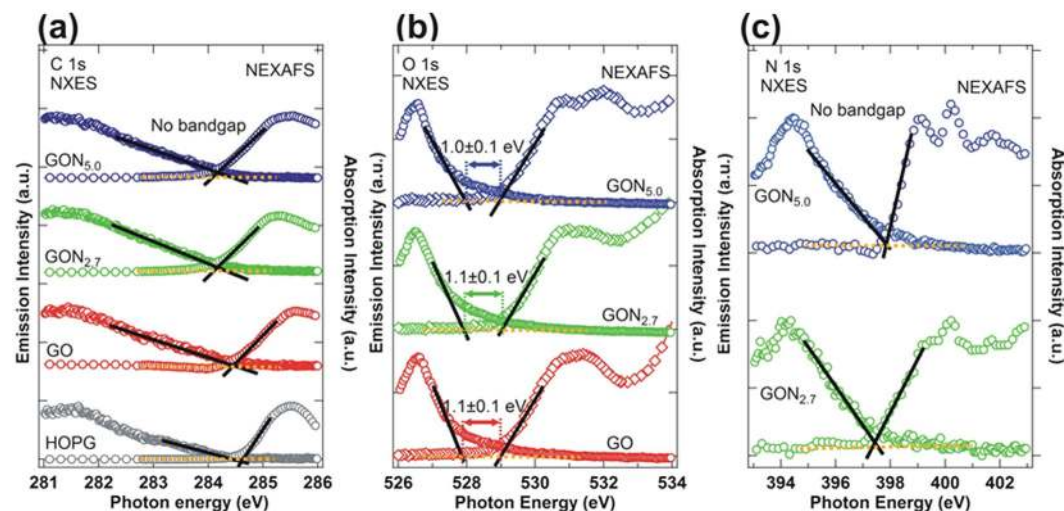 (a)
C 1s
NXES
NEXAFS
No bandgap
GON5.0
GON2.7
GO
HOPG
Emission Intensity (a.u.)
Absorption Intensity (a.u.)
281 282 283 284 285 286
Photon energy (eV)
(b)
O 1s
NXES
NEXAFS
1.0±0.1 eV
GON5.0
1.1±0.1 eV
GON2.7
1.1±0.1 eV
GO
Emission Intensity (a.u.)
Absorption Intensity (a.u.)
526 528 530 532 534
Photon Energy (eV)
(c)
N 1s
NXES
NEXAFS
No bandgap
GON5.0
GON2.7
Emission Intensity (a.u.)
Absorption Intensity (a.u.)
394 396 398 400 402
Photon Energy (eV)